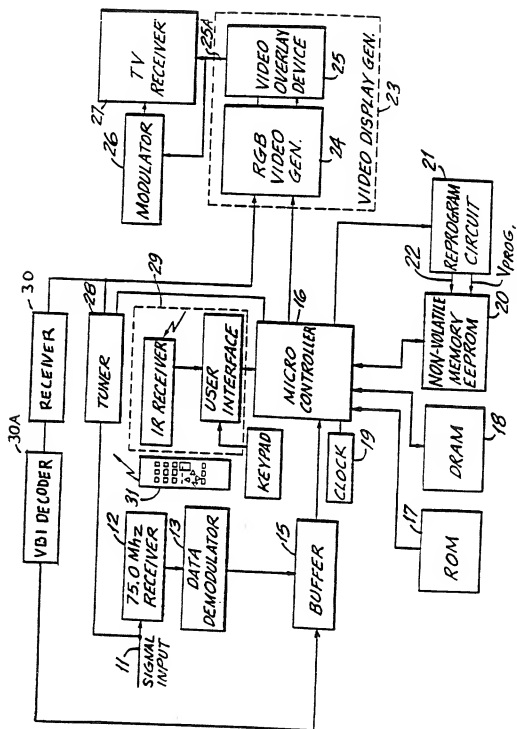 30A
VBI DECODER
30
RECEIVER
28
TUNER
11
SIGNAL
INPUT
12
75.0 Mhz
RECEIVER
13
DATA
DEMODULATOR
15
BUFFER
31
29
IR RECEIVER
USER
INTERFACE
KEYPAD
16
MICRO
CONTROLLER
CLOCK
19
17
ROM
DRAM
18
NON-VOLATILE
MEMORY
EEPROM
20
22
VPROG.
21
REPROGRAM
CIRCUIT
26
MODULATOR
27
TV
RECEIVER
25A
RGB
VIDEO
GEN.
24
VIDEO
OVERLAY
DEVICE
25
VIDEO DISPLAY GEN.
23